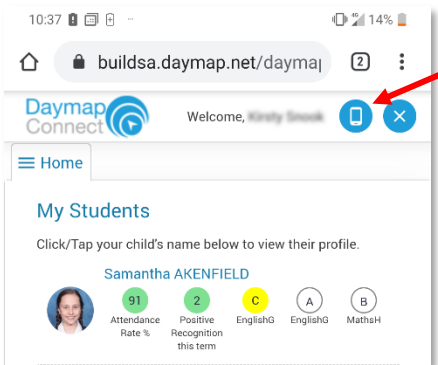 10:37 14%
buildsa.daymap.net/daymap 2
Daymap
Connect
Welcome,
Home
My Students
Click/Tap your child's name below to view their profile.
Samantha AKENFIELD
91 2 C A B
Attendance Positive EnglishG EnglishG MathsH
Rate % Recognition
this term